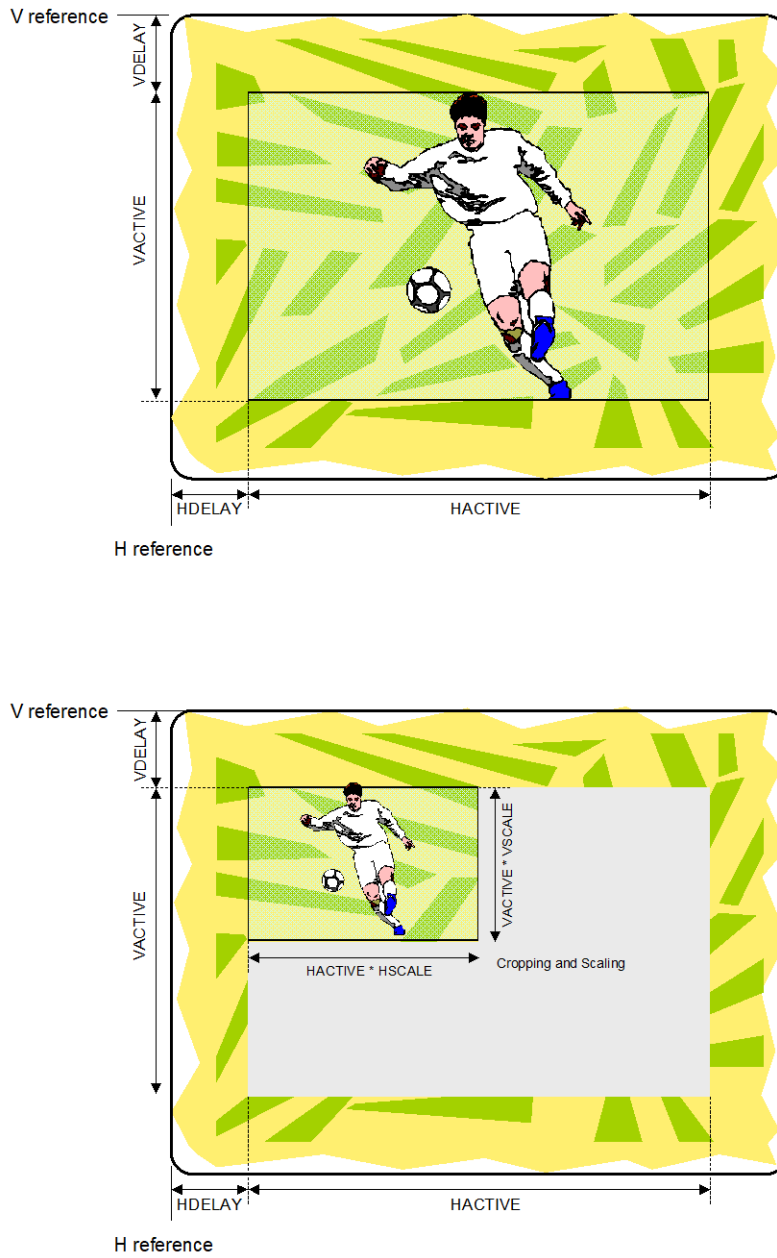 V reference
VDELAY
VACTIVE
HDELAY
HACTIVE
H reference
V reference
VDELAY
VACTIVE
VACTIVE * VSCALE
HACTIVE * HSCALE
Cropping and Scaling
HDELAY
HACTIVE
H reference